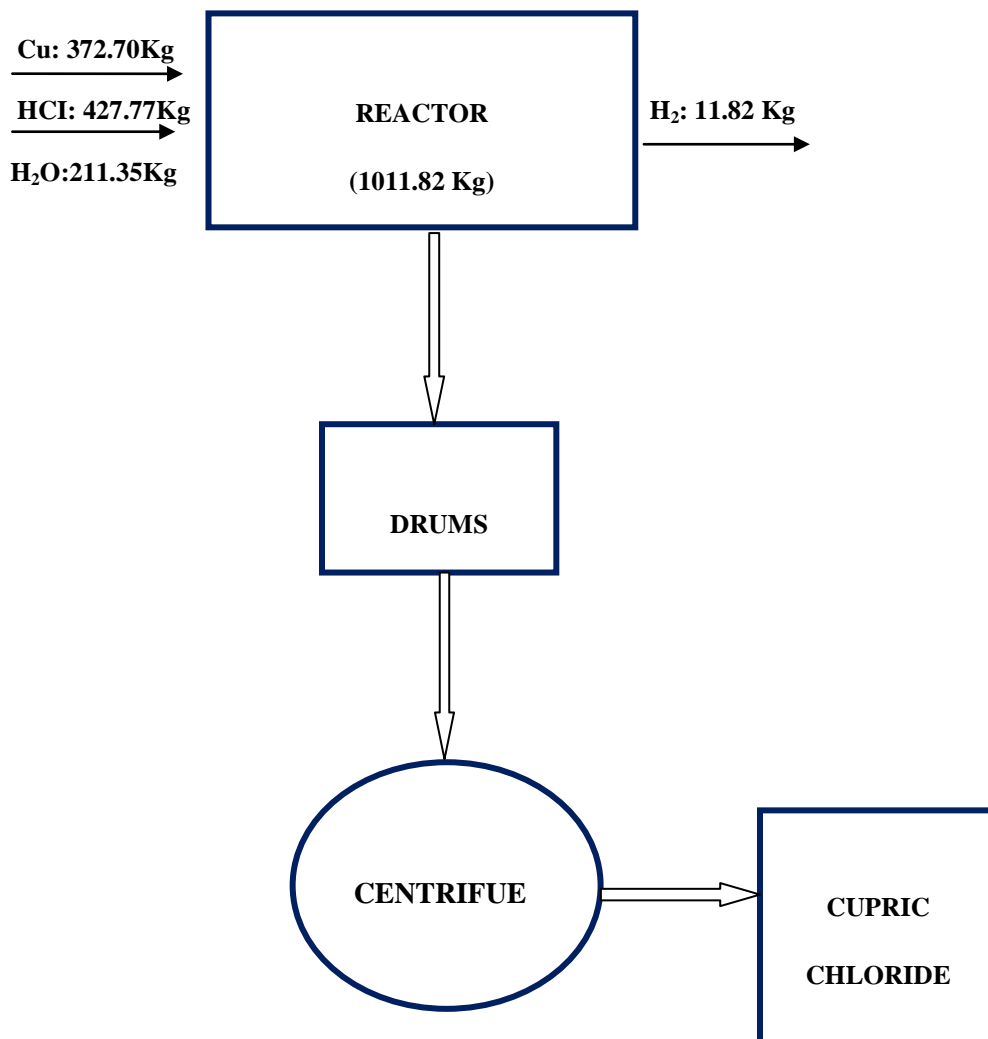 Cu: 372.70Kg
HCI: 427.77Kg
H₂O:211.35Kg
REACTOR
(1011.82 Kg)
H₂: 11.82 Kg
DRUMS
CENTRIFUE
CUPRIC
CHLORIDE